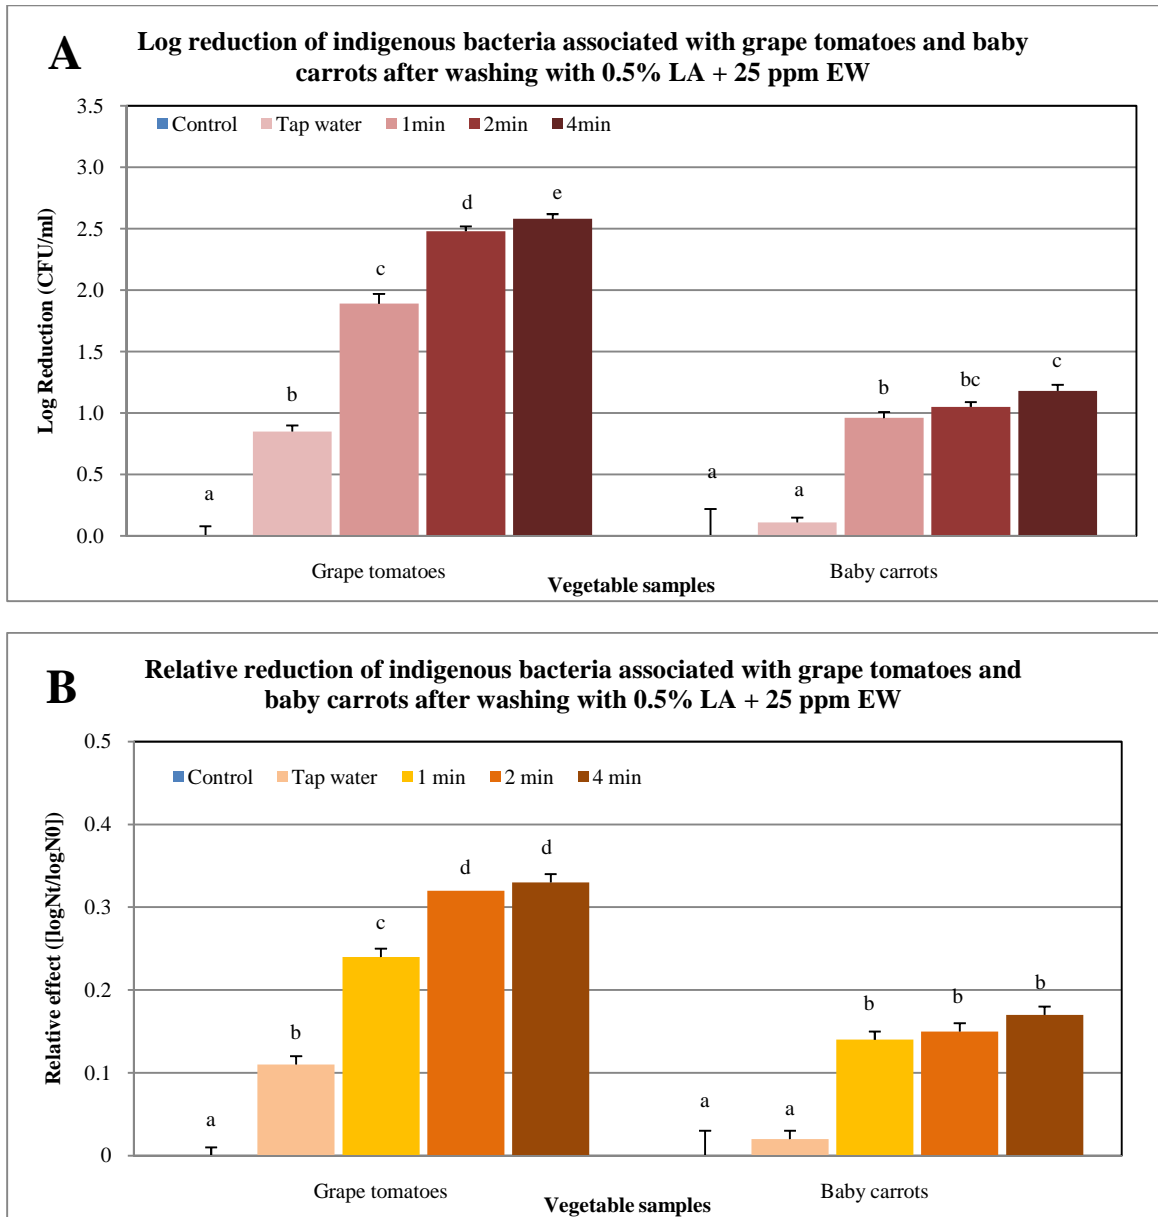 A
Log reduction of indigenous bacteria associated with grape tomatoes and baby
carrots after washing with 0.5% LA + 25 ppm EW
Control Tap water 1min 2min 4min
Log Reduction (CFU/ml)
3.5
3.0
2.5
2.0
1.5
1.0
0.5
0.0
a b c d e
a a b bc c
Grape tomatoes Baby carrots
Vegetable samples
B
Relative reduction of indigenous bacteria associated with grape tomatoes and
baby carrots after washing with 0.5% LA + 25 ppm EW
Control Tap water 1 min 2 min 4 min
Relative effect ([logNt/logN0])
0.5
0.4
0.3
0.2
0.1
0
a b c d d
a a b b b
Grape tomatoes Baby carrots
Vegetable samples